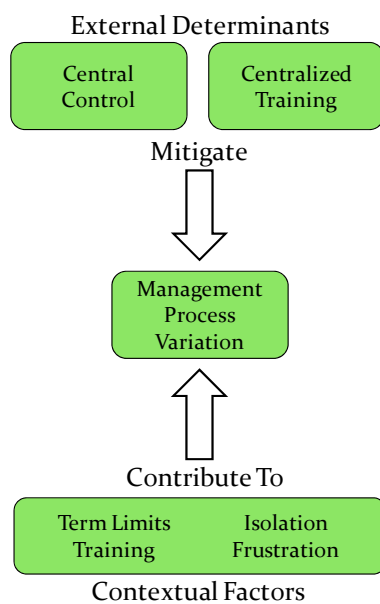 External Determinants
Central
Control
Centralized
Training
Mitigate
Management
Process
Variation
Contribute To
Term Limits
Training
Isolation
Frustration
Contextual Factors